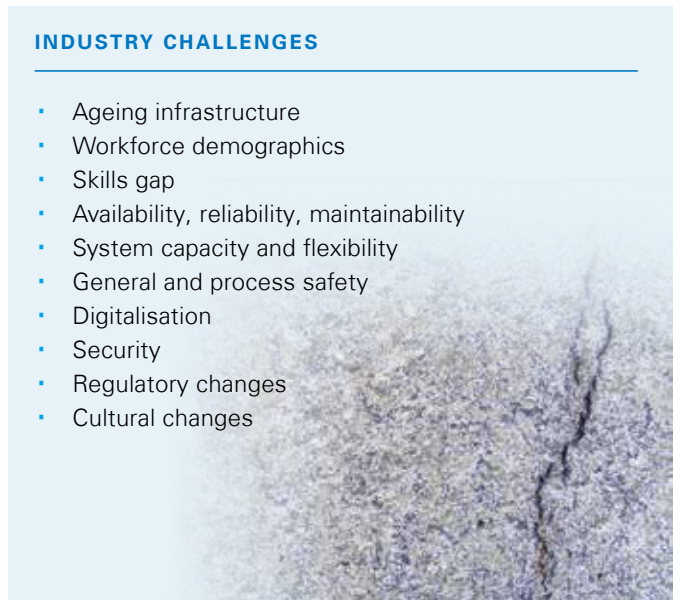 INDUSTRY CHALLENGES
· Ageing infrastructure
· Workforce demographics
· Skills gap
· Availability, reliability, maintainability
· System capacity and flexibility
· General and process safety
· Digitalisation
· Security
· Regulatory changes
· Cultural changes